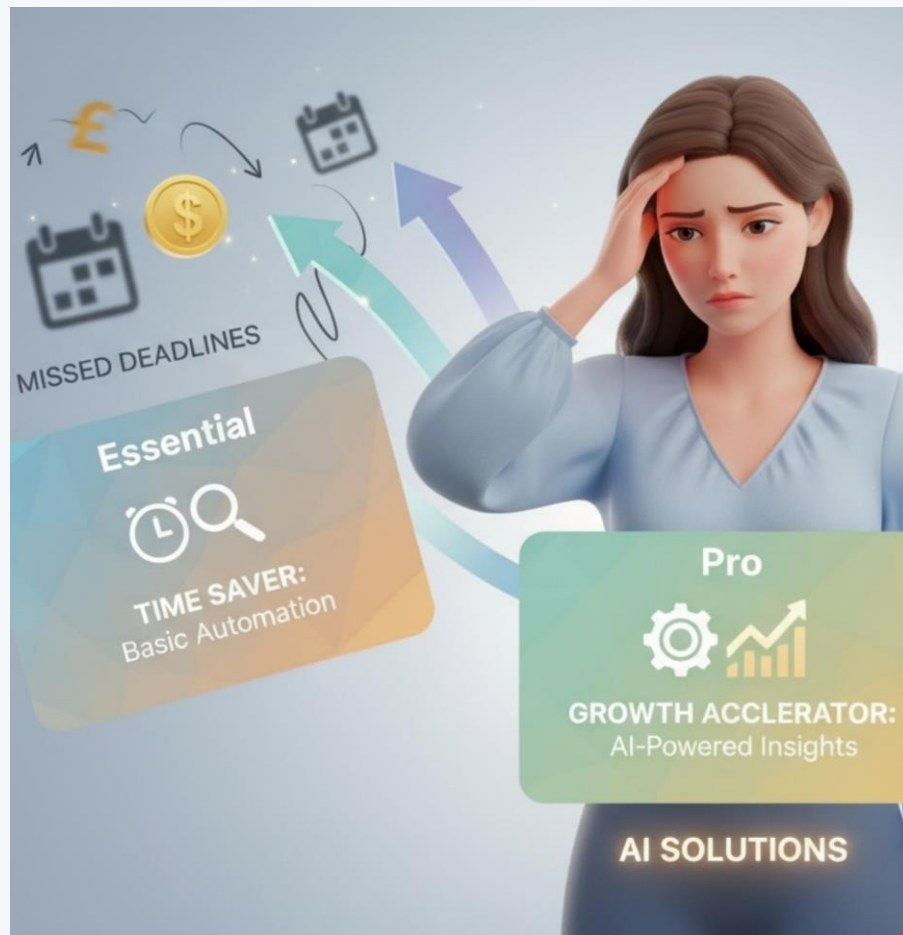 £
$
MISSED DEADLINES
Essential
TIME SAVER:
Basic Automation
Pro
GROWTH ACCLERATOR:
AI-Powered Insights
AI SOLUTIONS